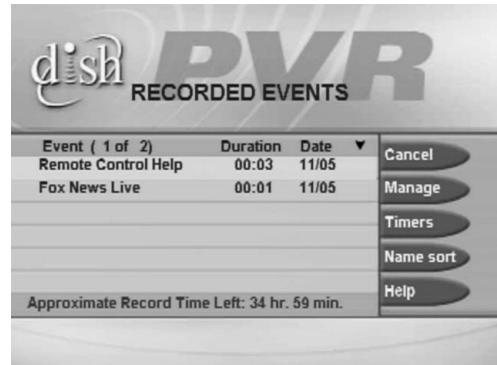 dish PVR
RECORDED EVENTS
Event ( 1 of 2) Duration Date ▼
Remote Control Help 00:03 11/05
Fox News Live 00:01 11/05
Approximate Record Time Left: 34 hr. 59 min.
Cancel
Manage
Timers
Name sort
Help